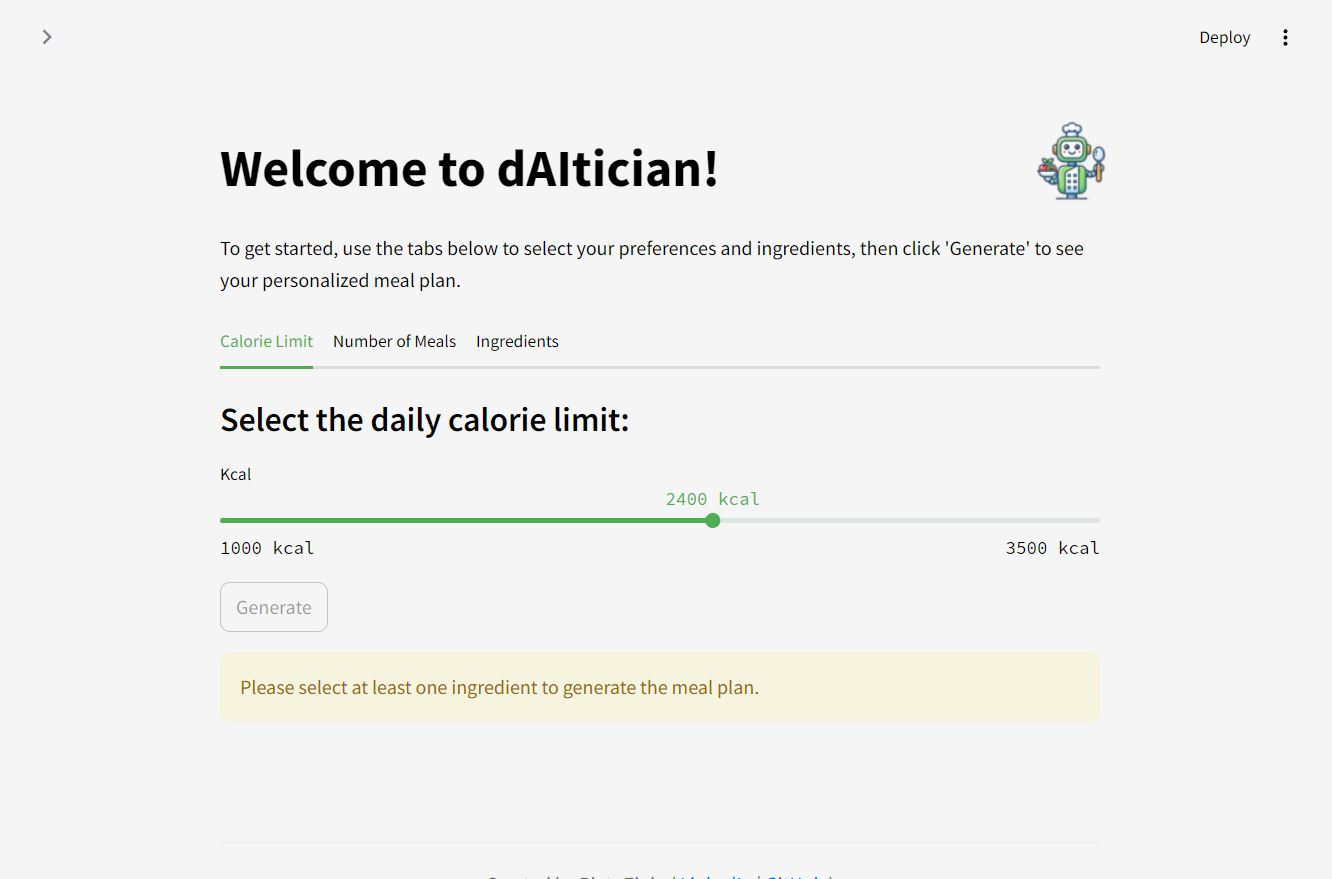 Deploy
Welcome to dAItician!
To get started, use the tabs below to select your preferences and ingredients, then click 'Generate' to see
your personalized meal plan.
Calorie Limit Number of Meals Ingredients
Select the daily calorie limit:
Kcal
2400 kcal
1000 kcal 3500 kcal
Generate
Please select at least one ingredient to generate the meal plan.